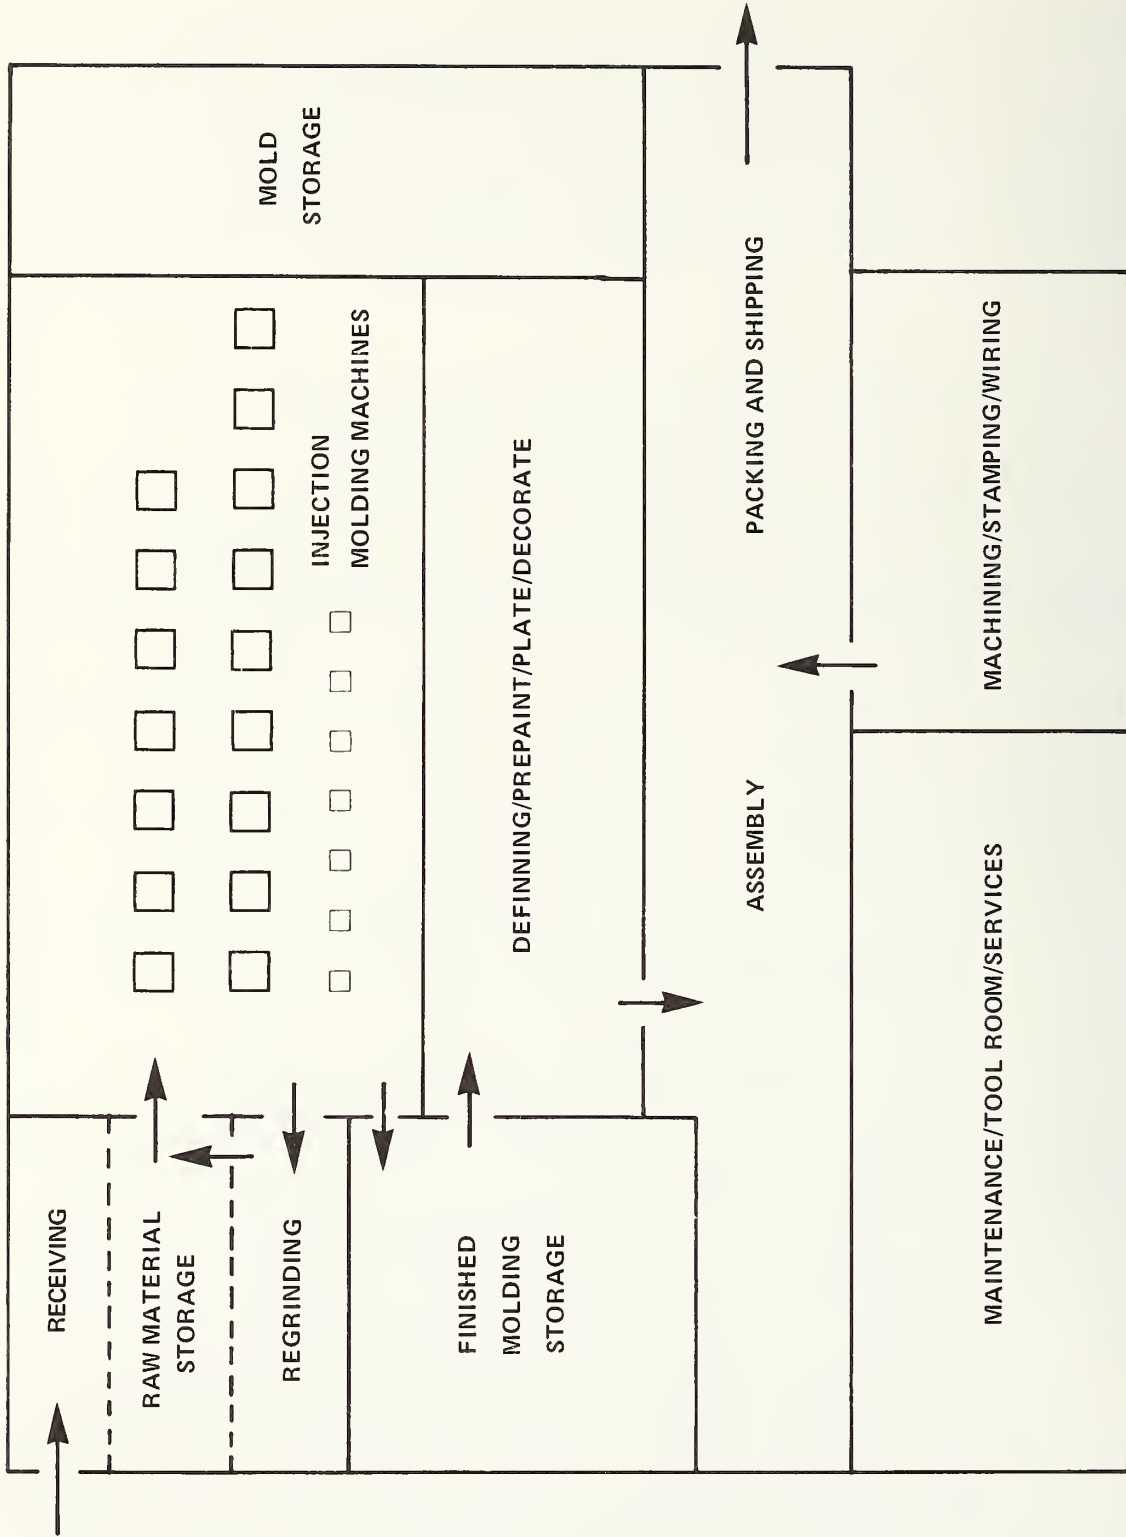 RECEIVING
RAW MATERIAL
STORAGE
REGRINDING
FINISHED
MOLDING
STORAGE
INJECTION
MOLDING MACHINES
MOLD
STORAGE
DEFINNING/PREPAINT/PLATE/DECORATE
ASSEMBLY
PACKING AND SHIPPING
MAINTENANCE/TOOL ROOM/SERVICES
MACHINING/STAMPING/WIRING